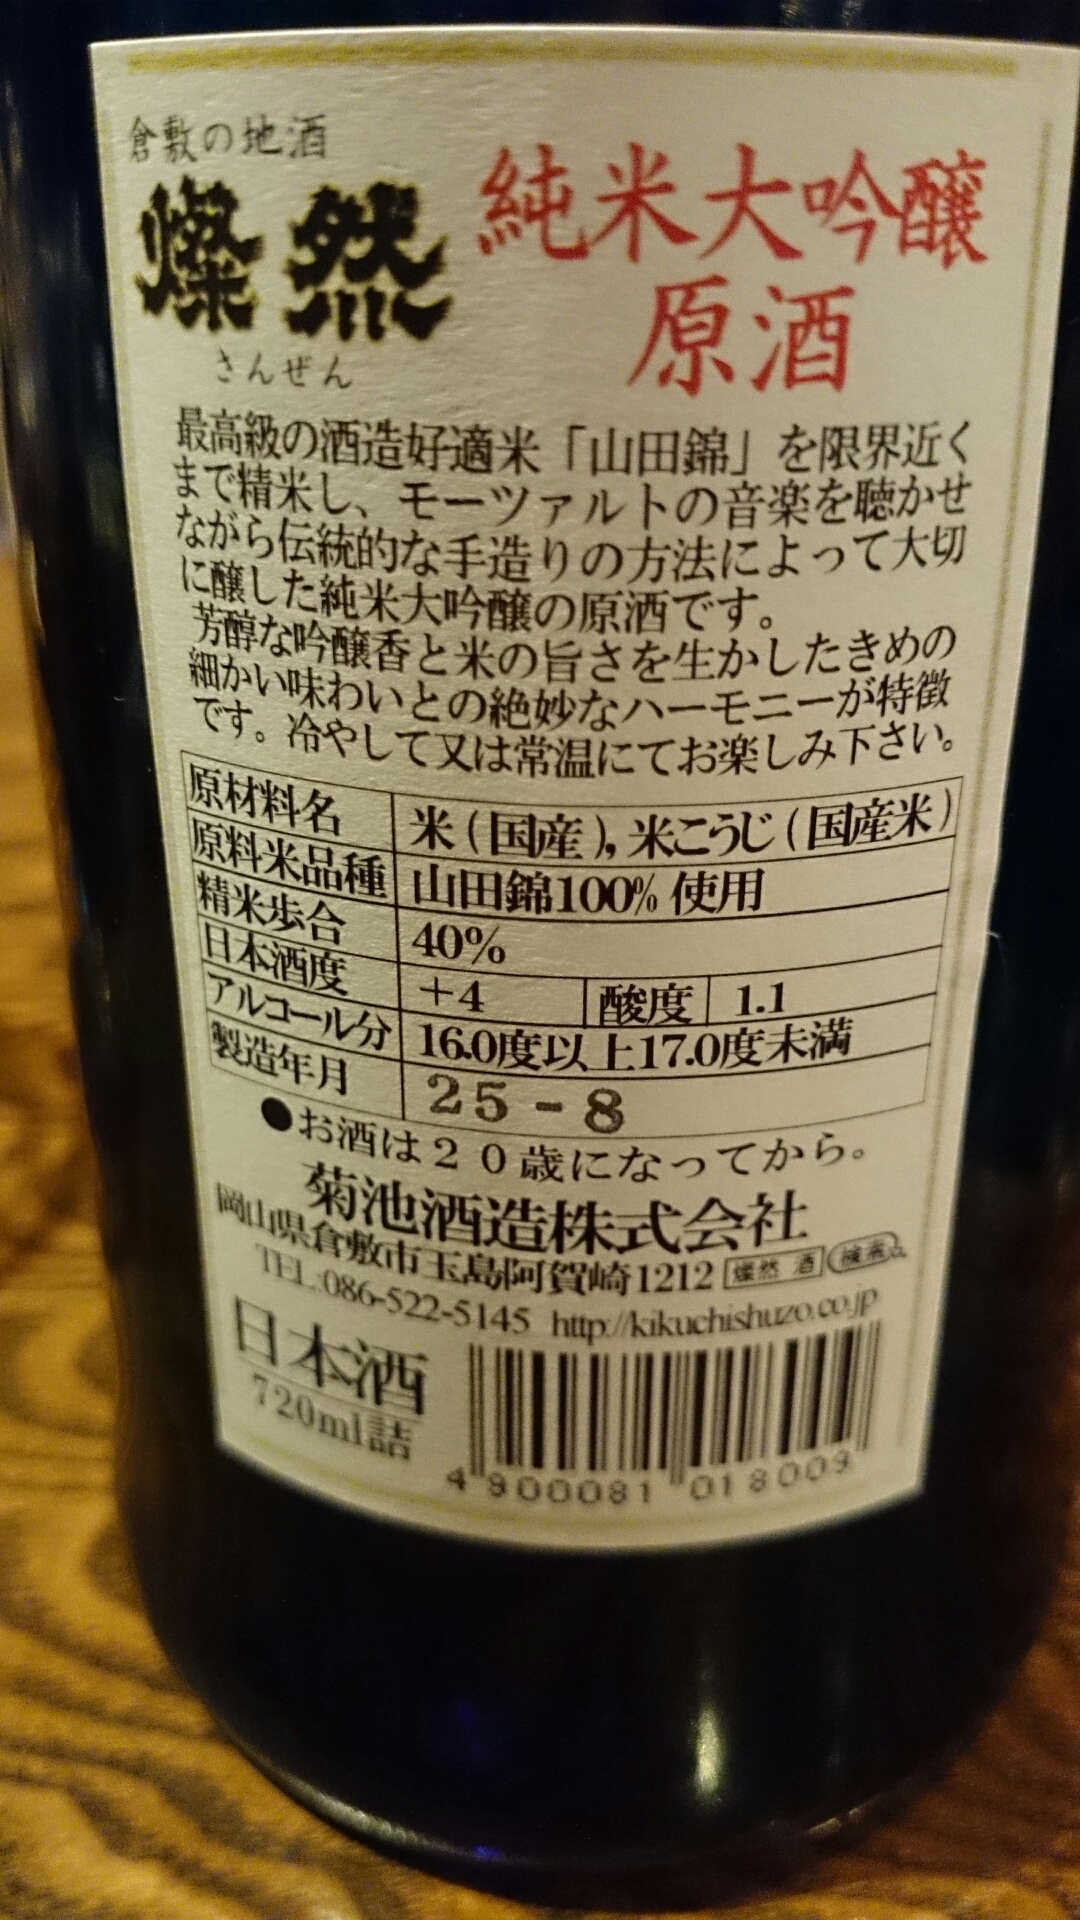 倉敷の地酒
燦然
さんぜん
純米大吟醸
原酒
最高級の酒造好適米「山田錦」を限界近く
まで精米し、モーツァルトの音楽を聴かせ
ながら伝統的な手造りの方法によって大切
に醸した純米大吟醸の原酒です。
芳醇な吟醸香と米の旨さを生かしたきめの
細かい味わいとの絶妙なハーモニーが特徴
です。冷やして又は常温にてお楽しみ下さい。
原材料名 米(国産),米こうじ(国産米)
原料米品種 山田錦100%使用
精米歩合 40%
日本酒度 +4 酸度 1.1
アルコール分 16.0度以上17.0度未満
製造年月 25-8
●お酒は20歳になってから。
菊池酒造株式会社
岡山県倉敷市玉島阿賀崎1212 燦然 酒 検索
TEL:086-522-5145 http://kikuchishuzo.co.jp
日本酒
720ml詰
4 900081 018009